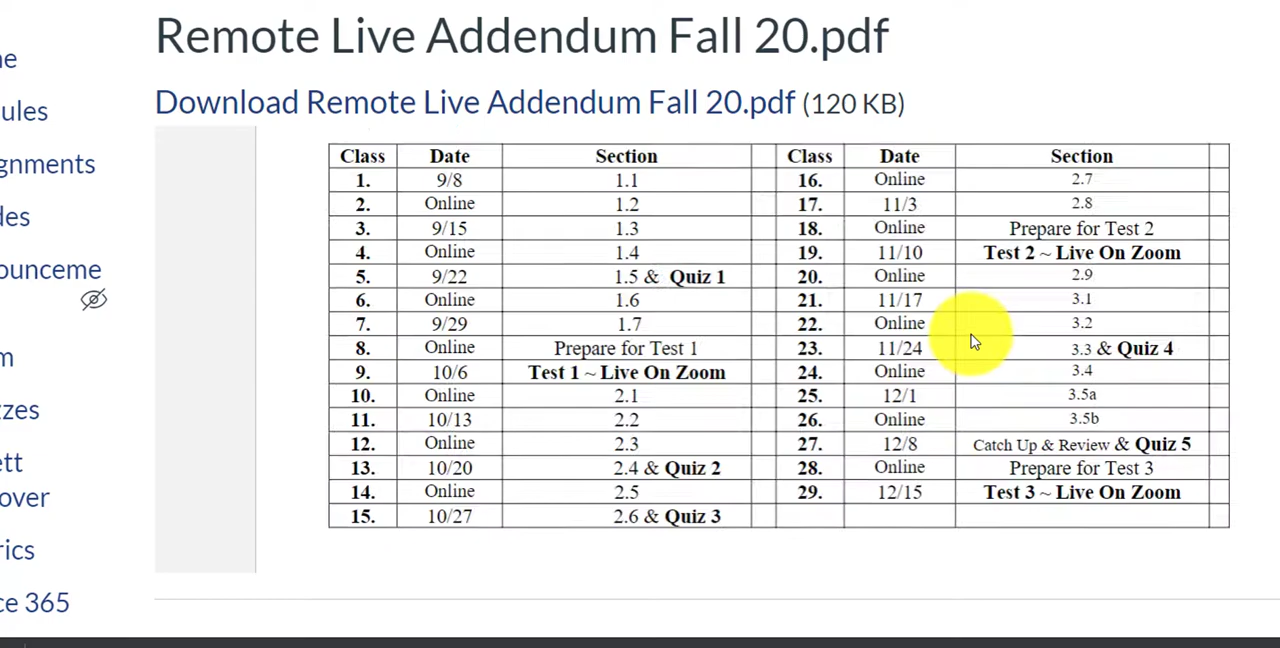 Remote Live Addendum Fall 20.pdf
Download Remote Live Addendum Fall 20.pdf (120 KB)
ules
gnments
des
ounceme
zzes
ett
over
rics
ce 365
Class Date Section Class Date Section
1. 9/8 1.1 16. Online 2.7
2. Online 1.2 17. 11/3 2.8
3. 9/15 1.3 18. Online Prepare for Test 2
4. Online 1.4 19. 11/10 Test 2 ~ Live On Zoom
5. 9/22 1.5 & Quiz 1 20. Online 2.9
6. Online 1.6 21. 11/17 3.1
7. 9/29 1.7 22. Online 3.2
8. Online Prepare for Test 1 23. 11/24 3.3 & Quiz 4
9. 10/6 Test 1 ~ Live On Zoom 24. Online 3.4
10. Online 2.1 25. 12/1 3.5a
11. 10/13 2.2 26. Online 3.5b
12. Online 2.3 27. 12/8 Catch Up & Review & Quiz 5
13. 10/20 2.4 & Quiz 2 28. Online Prepare for Test 3
14. Online 2.5 29. 12/15 Test 3 ~ Live On Zoom
15. 10/27 2.6 & Quiz 3